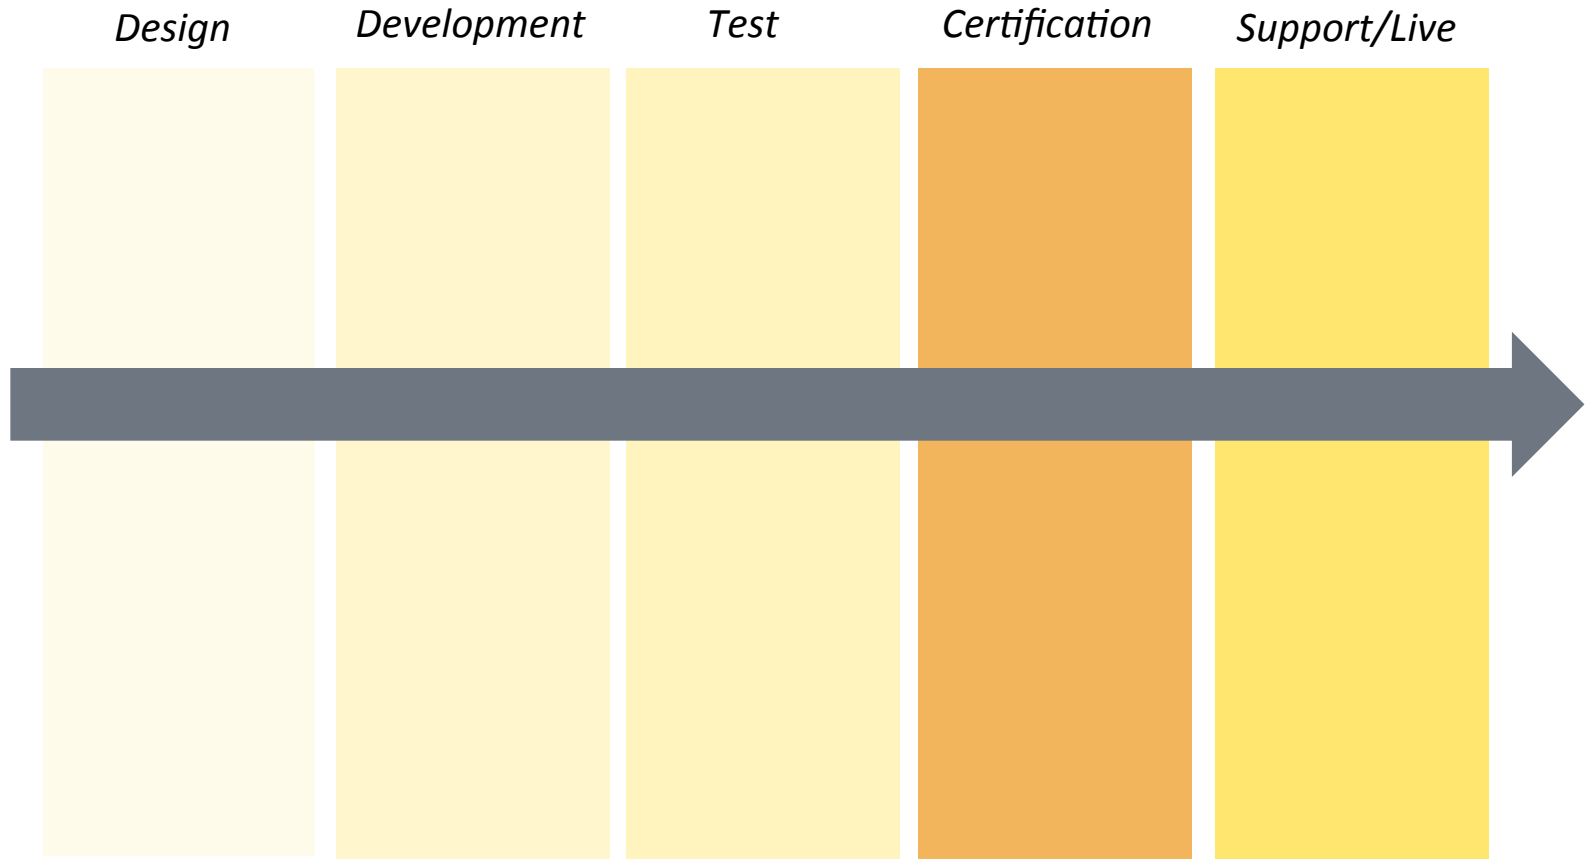 Design
Development
Test
Certification
Support/Live